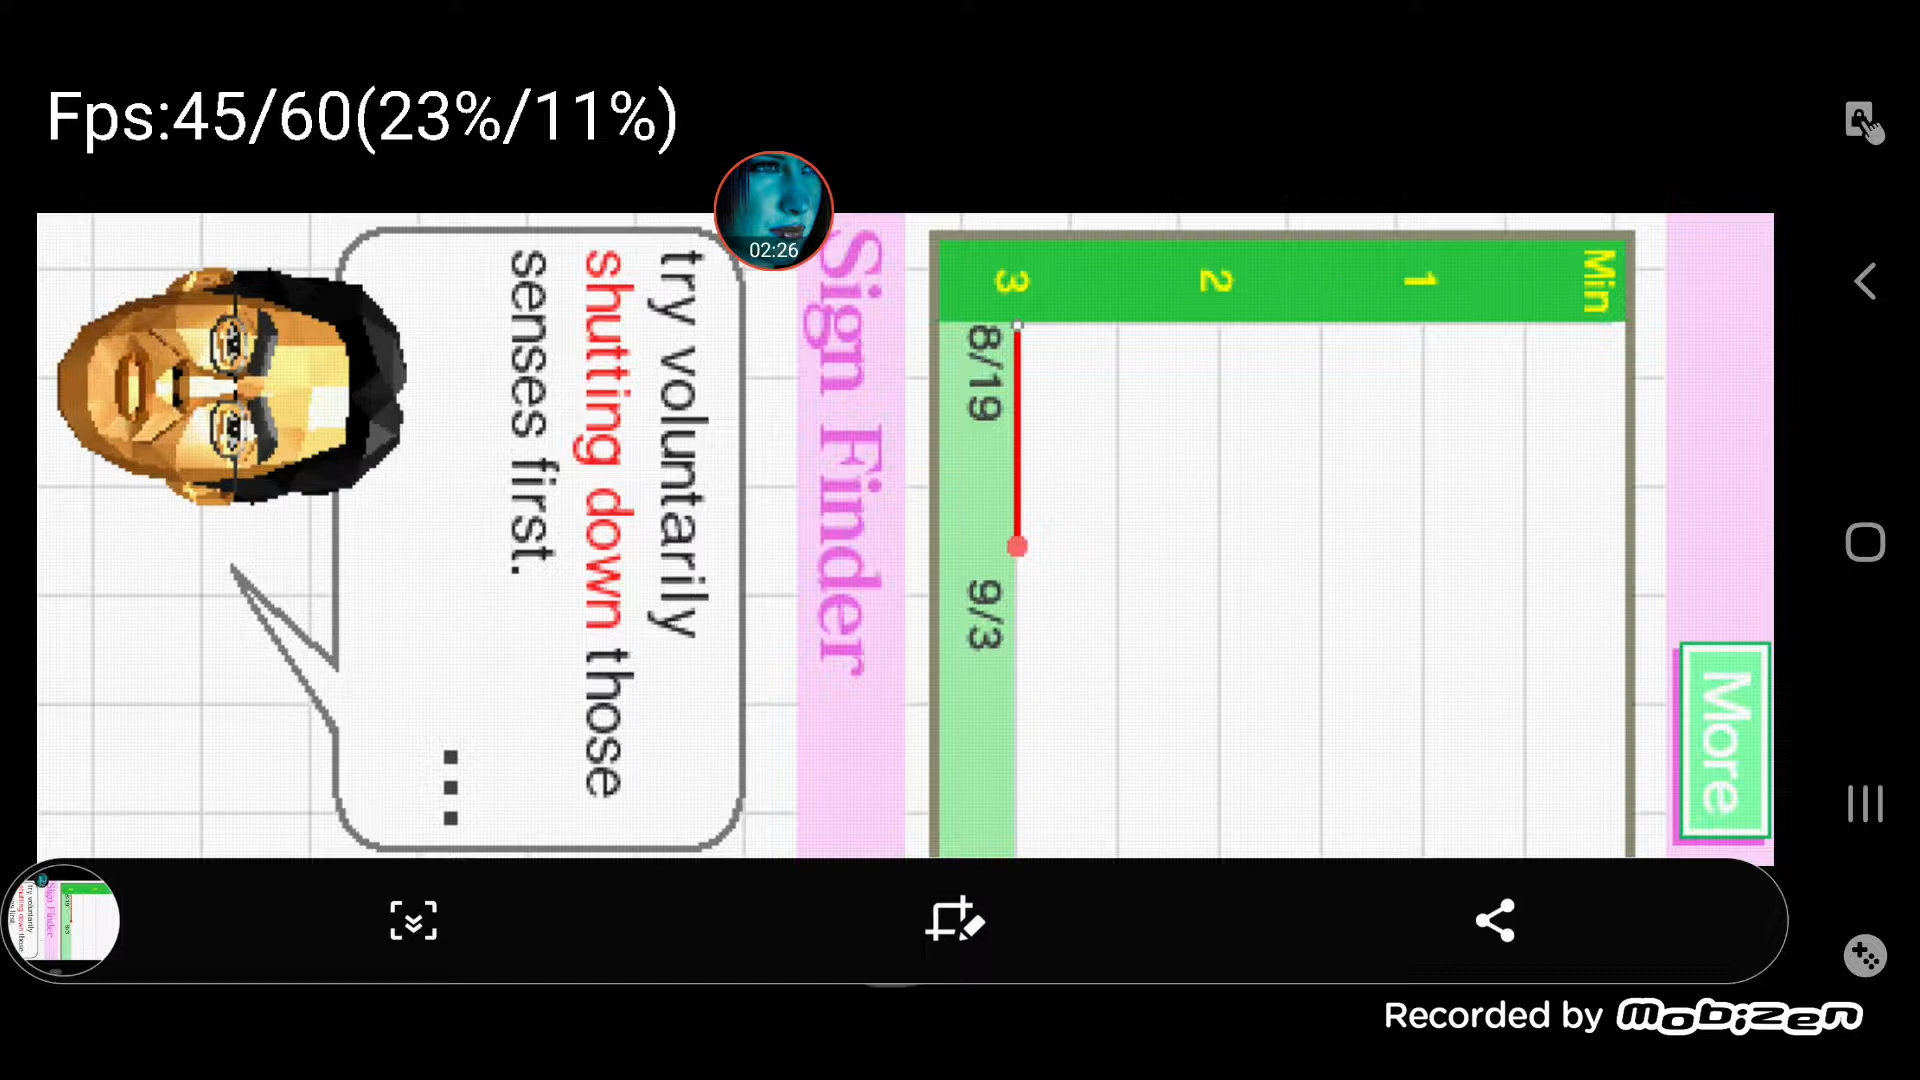 Fps:45/60(23%/11%)
02:26
Min
1
2
3
8/19
9/3
More
Sign Finder
try voluntarily
shutting down those
senses first.
...
Recorded by mobizen